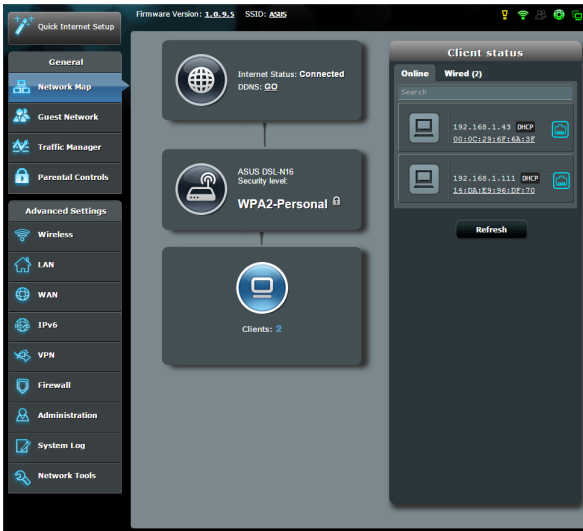 Quick Internet Setup
Firmware Version: 1.0.9.5 SSID: ASUS
General
Network Map
Guest Network
Traffic Manager
Parental Controls
Advanced Settings
Wireless
LAN
WAN
IPv6
VPN
Firewall
Administration
System Log
Network Tools
Internet Status: Connected
DDNS: GO
ASUS DSL-N16
Security level:
WPA2-Personal
Clients: 2
Client status
Online Wired (2)
Search
192.168.1.43 DHCP
00:0C:29:6F:6A:3F
192.168.1.111 DHCP
14:DA:E9:96:DF:70
Refresh